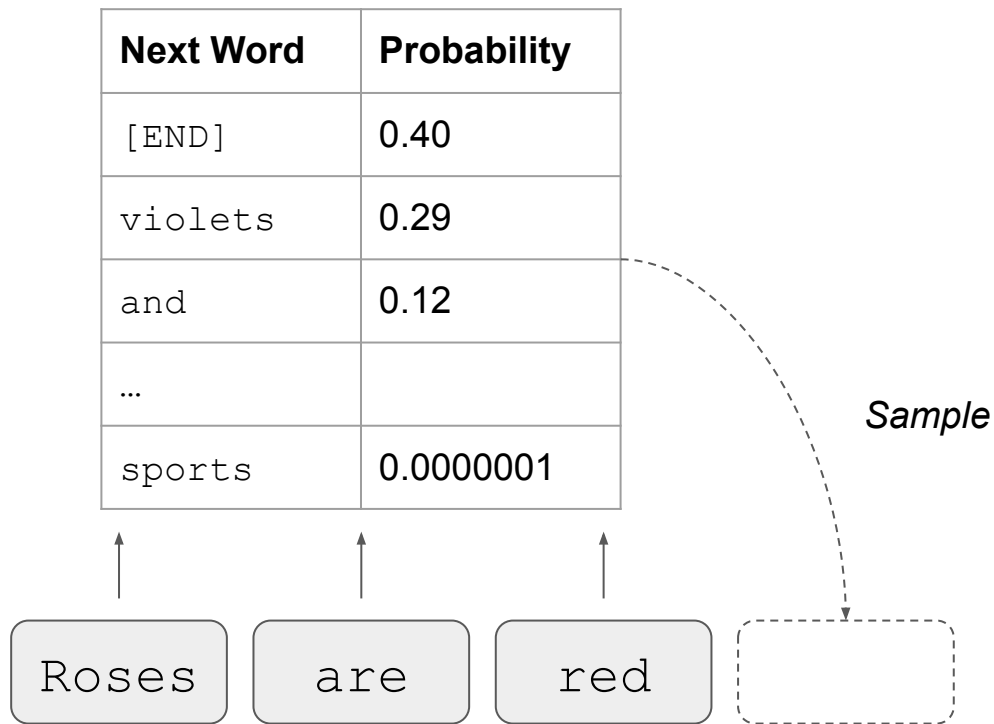 Next Word Probability
[END] 0.40
violets 0.29
and 0.12
…
sports 0.0000001
Sample
Roses are red